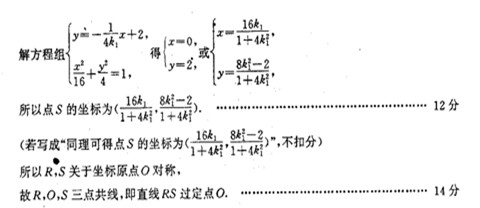 解方程组{y=-1/(4k₁)x+2, x²/16+y²/4=1, 得{x=0, y=2, 或{x=16k₁/(1+4k₁²), y=(8k₁²-2)/(1+4k₁²),
所以点S的坐标为(16k₁/(1+4k₁²), (8k₁²-2)/(1+4k₁²)). ………………………………………… 12分
(若写成“同理可得点S的坐标为(16k₁/(1+4k₁²), (8k₁²-2)/(1+4k₁²))”,不扣分)
所以R,S关于坐标原点O对称,
故R,O,S三点共线,即直线RS过定点O. ………………………………………… 14分